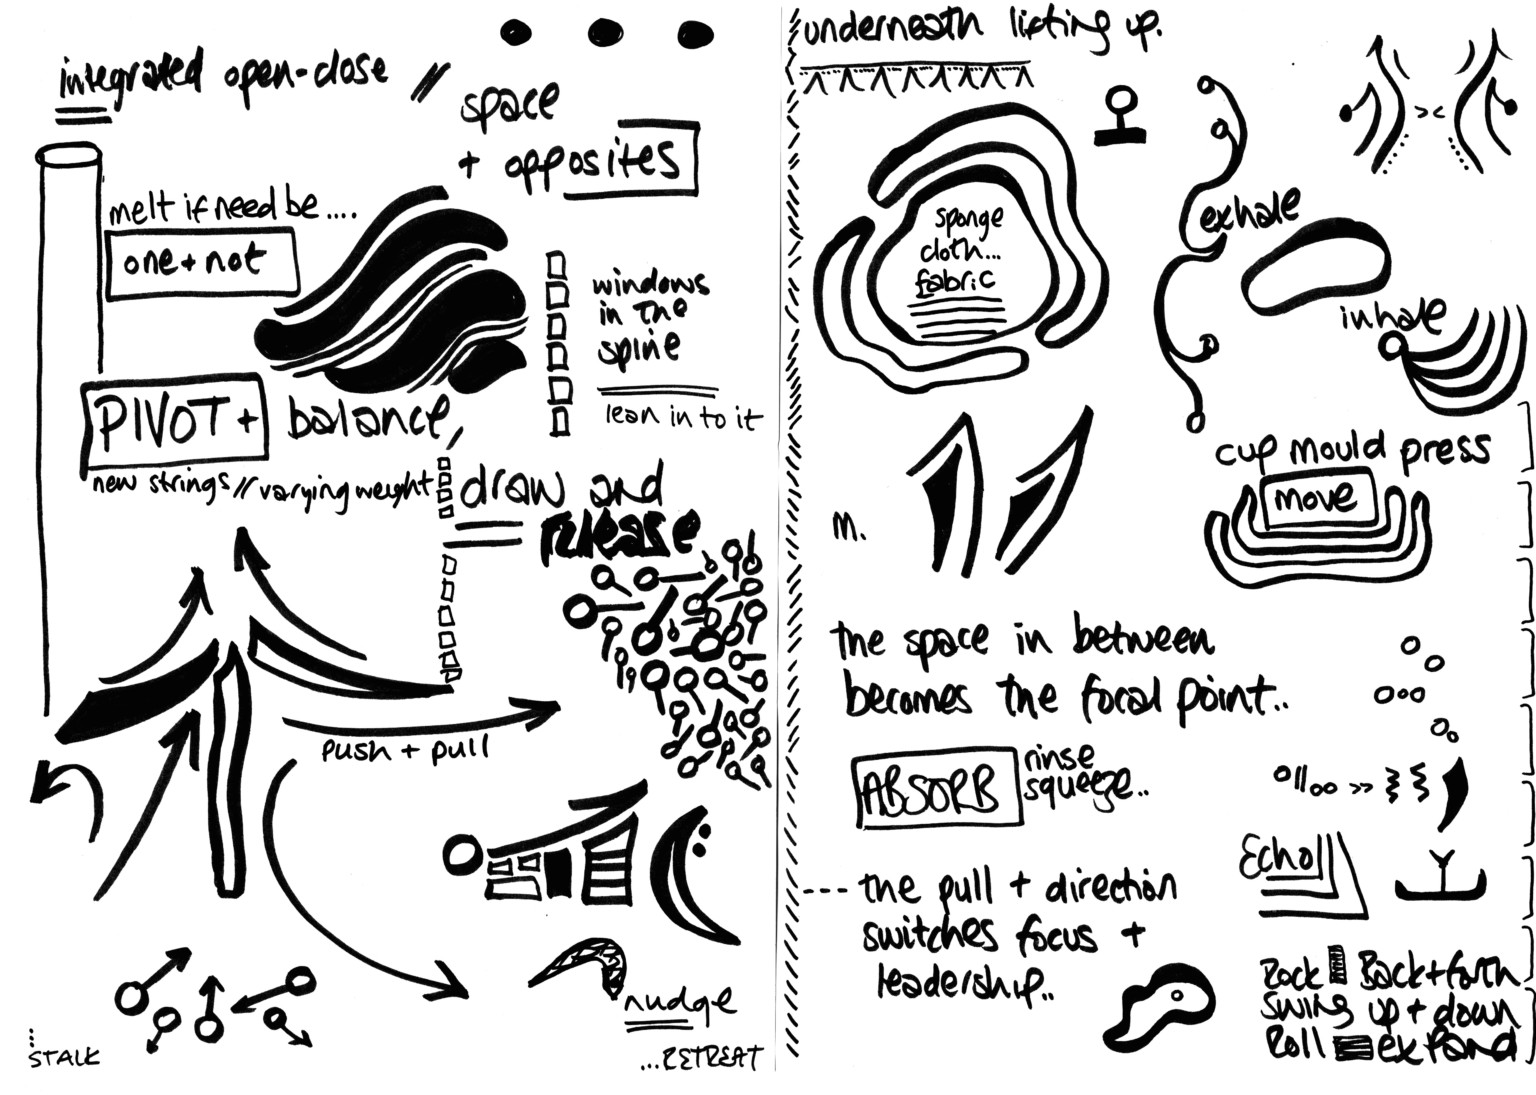 integrated open-close //
space
+ opposites
melt if need be....
one + not
windows
in the
spine
lean in to it
PIVOT + balance,
new strings // varying weight
draw and
release
push + pull
nudge
STALK
...RETREAT
underneath lifting up.
sponge
cloth...
fabric
exhale
inhale
cup mould press
move
M.
the space in between
becomes the focal point..
ABSORB rinse
squeeze..
Echo
--- the pull + direction
switches focus +
leadership..
Rock Back + forth
Swing up + down
Roll expand